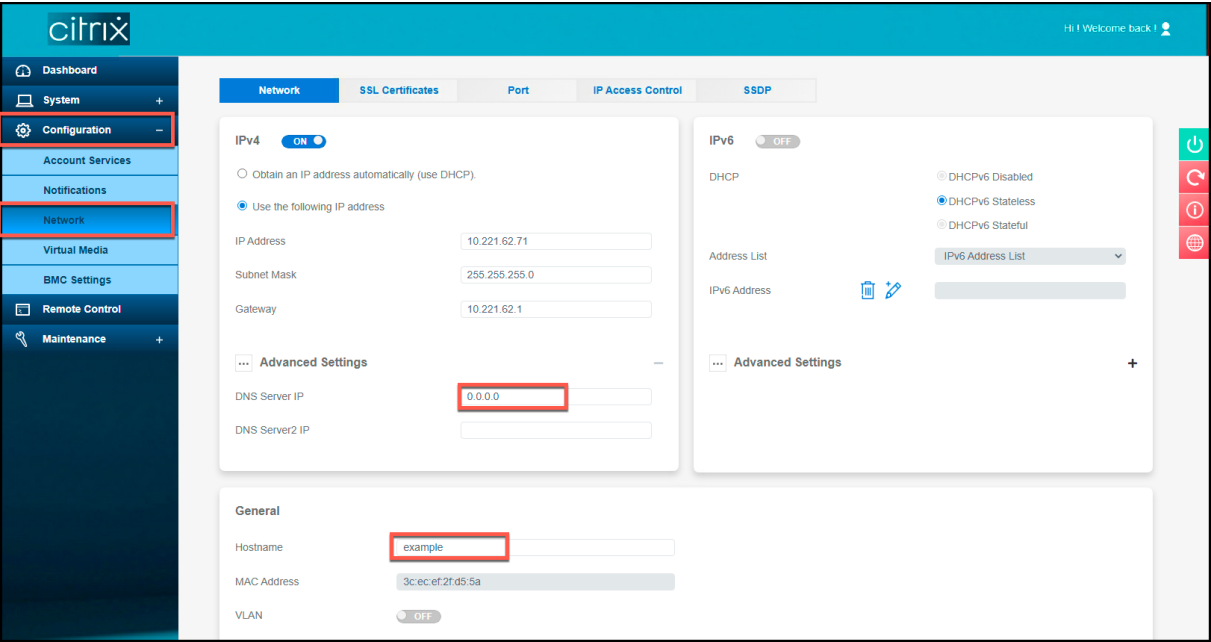 citrix
Hi ! Welcome back !
Dashboard
System +
Configuration –
Account Services
Notifications
Network
Virtual Media
BMC Settings
Remote Control
Maintenance +
Network SSL Certificates Port IP Access Control SSDP
IPv4 ON
Obtain an IP address automatically (use DHCP).
Use the following IP address
IP Address 10.221.62.71
Subnet Mask 255.255.255.0
Gateway 10.221.62.1
... Advanced Settings –
DNS Server IP 0.0.0.0
DNS Server2 IP
IPv6 OFF
DHCP DHCPv6 Disabled
DHCPv6 Stateless
DHCPv6 Stateful
Address List IPv6 Address List
IPv6 Address
... Advanced Settings +
General
Hostname example
MAC Address 3c:ec:ef:2f:d5:5a
VLAN OFF